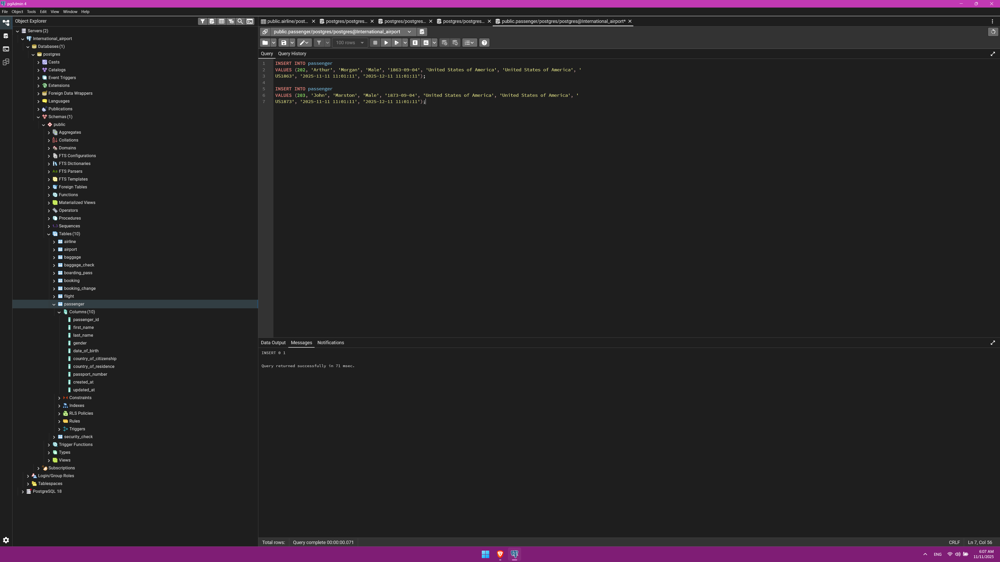 pgAdmin 4
File Object Tools Edit View Window Help
Object Explorer
Servers (2)
International_airport
Databases (1)
postgres
Casts
Catalogs
Event Triggers
Extensions
Foreign Data Wrappers
Languages
Publications
Schemas (1)
public
Aggregates
Collations
Domains
FTS Configurations
FTS Dictionaries
Aa FTS Parsers
FTS Templates
Foreign Tables
Functions
Materialized Views
Operators
Procedures
1..3 Sequences
Tables (10)
airline
airport
baggage
baggage_check
boarding_pass
booking
booking_change
flight
passenger
Columns (10)
passenger_id
first_name
last_name
gender
date_of_birth
country_of_citizenship
country_of_residence
passport_number
created_at
updated_at
Constraints
Indexes
RLS Policies
Rules
Triggers
security_check
Trigger Functions
Types
Views
Subscriptions
Login/Group Roles
Tablespaces
PostgreSQL 18
public.airline/post... postgres/postgres... postgres/postgres... postgres/postgres... public.passenger/postgres/postgres@International_airport*
public.passenger/postgres/postgres@International_airport
100 rows
E
Query Query History
1 INSERT INTO passenger
2 VALUES (202, 'Arthur', 'Morgan', 'Male', '1863-09-04', 'United States of America', 'United States of America', '
3 US1863', '2025-11-11 11:01:11', '2025-12-11 11:01:11');
4
5 INSERT INTO passenger
6 VALUES (203, 'John', 'Marston', 'Male', '1873-09-04', 'United States of America', 'United States of America', '
7 US1873', '2025-11-11 11:01:11', '2025-12-11 11:01:11');
Data Output Messages Notifications
INSERT 0 1
Query returned successfully in 71 msec.
Total rows: Query complete 00:00:00.071
CRLF Ln 7, Col 56
ENG
6:07 AM
11/11/2025